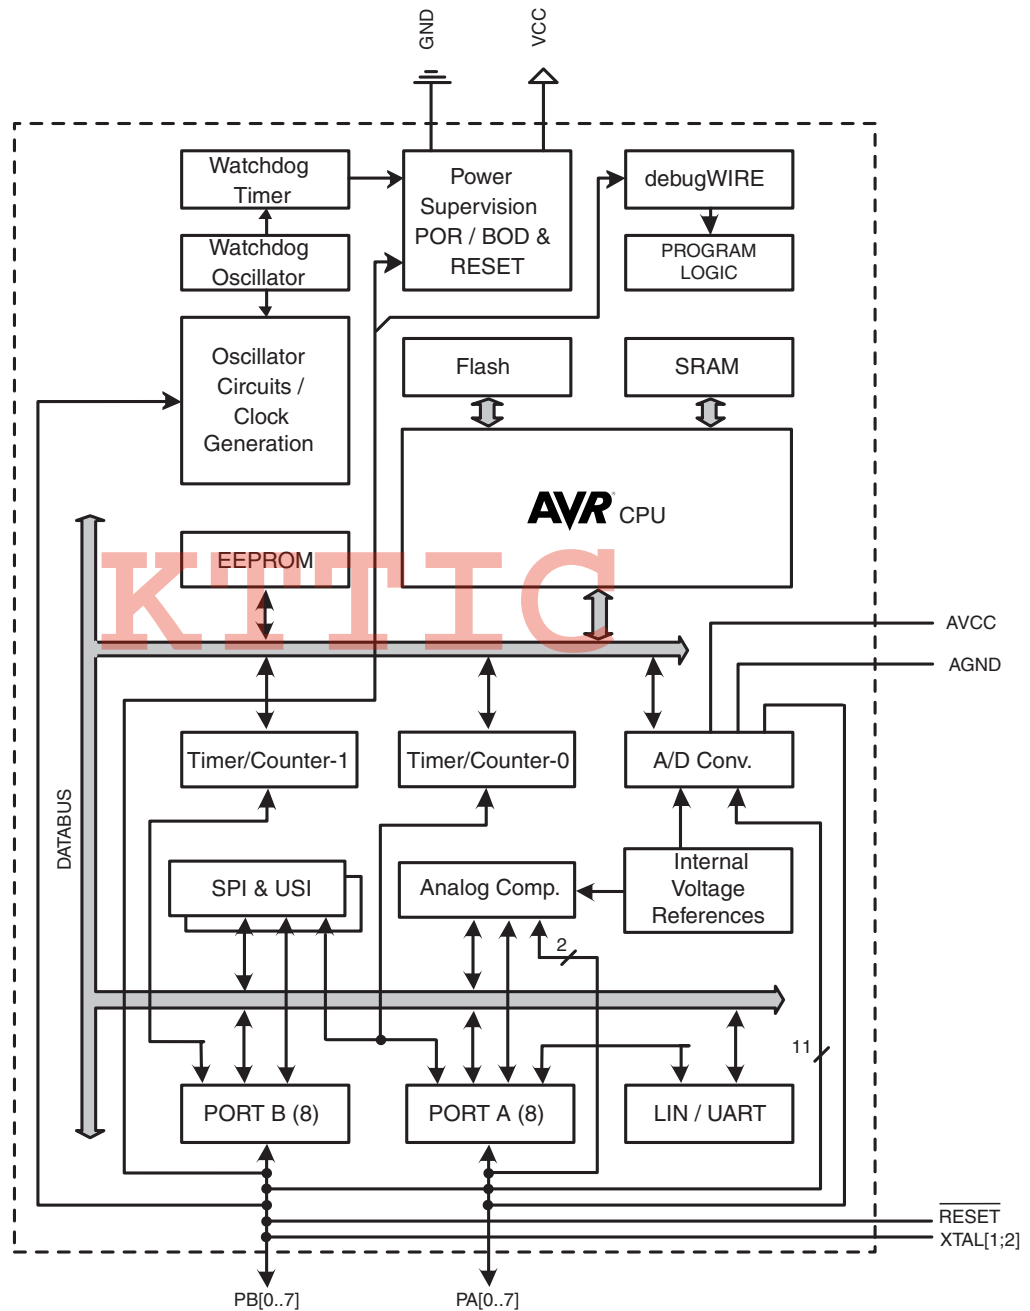 GND
VCC
Watchdog
Timer
Power
Supervision
POR / BOD &
RESET
debugWIRE
Watchdog
Oscillator
PROGRAM
LOGIC
Oscillator
Circuits /
Clock
Generation
Flash
SRAM
AVR CPU
EEPROM
KTTIC
AVCC
AGND
Timer/Counter-1
Timer/Counter-0
A/D Conv.
DATABUS
SPI & USI
Analog Comp.
Internal
Voltage
References
2
11
PORT B (8)
PORT A (8)
LIN / UART
RESET
XTAL[1;2]
PB[0..7]
PA[0..7]